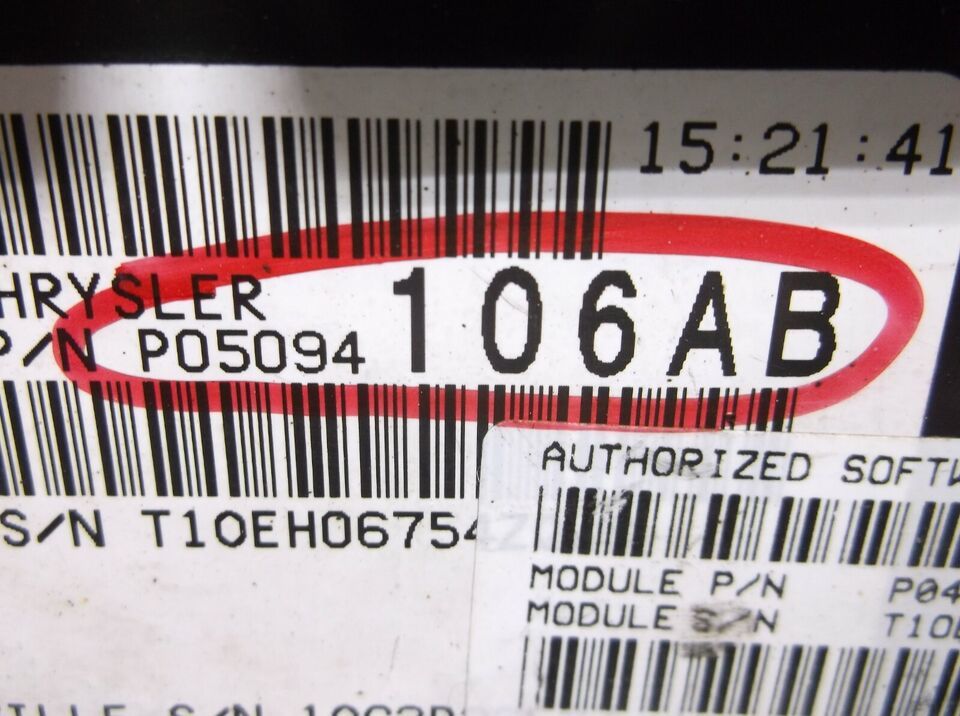 15:21:41
HRYSLER
P/N P05094 106AB
S/N T10EH06754
AUTHORIZED SOFTW
MODULE P/N P04
MODULE S/N T10
S/N